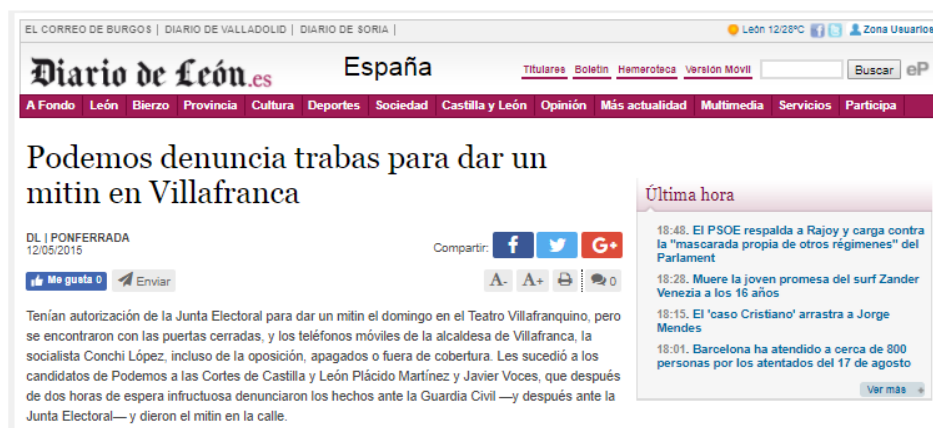 EL CORREO DE BURGOS | DIARIO DE VALLADOLID | DIARIO DE SORIA |
León 12/28ºC
Zona Usuarios
Diario de León.es
España
Titulares Boletin Hemeroteca Versión Móvil
Buscar
eP
A Fondo León Bierzo Provincia Cultura Deportes Sociedad Castilla y León Opinión Más actualidad Multimedia Servicios Participa
Podemos denuncia trabas para dar un
mitin en Villafranca
DL | PONFERRADA
12/05/2015
Compartir:
f
G+
Me gusta 0
Enviar
A- A+ 0
Tenían autorización de la Junta Electoral para dar un mitin el domingo en el Teatro Villafranquino, pero
se encontraron con las puertas cerradas, y los teléfonos móviles de la alcaldesa de Villafranca, la
socialista Conchi López, incluso de la oposición, apagados o fuera de cobertura. Les sucedió a los
candidatos de Podemos a las Cortes de Castilla y León Plácido Martínez y Javier Voces, que después
de dos horas de espera infructuosa denunciaron los hechos ante la Guardia Civil —y después ante la
Junta Electoral— y dieron el mitin en la calle.
Última hora
18:48. El PSOE respalda a Rajoy y carga contra
la "mascarada propia de otros régimenes" del
Parlament
18:28. Muere la joven promesa del surf Zander
Venezia a los 16 años
18:15. El 'caso Cristiano' arrastra a Jorge
Mendes
18:01. Barcelona ha atendido a cerca de 800
personas por los atentados del 17 de agosto
Ver más